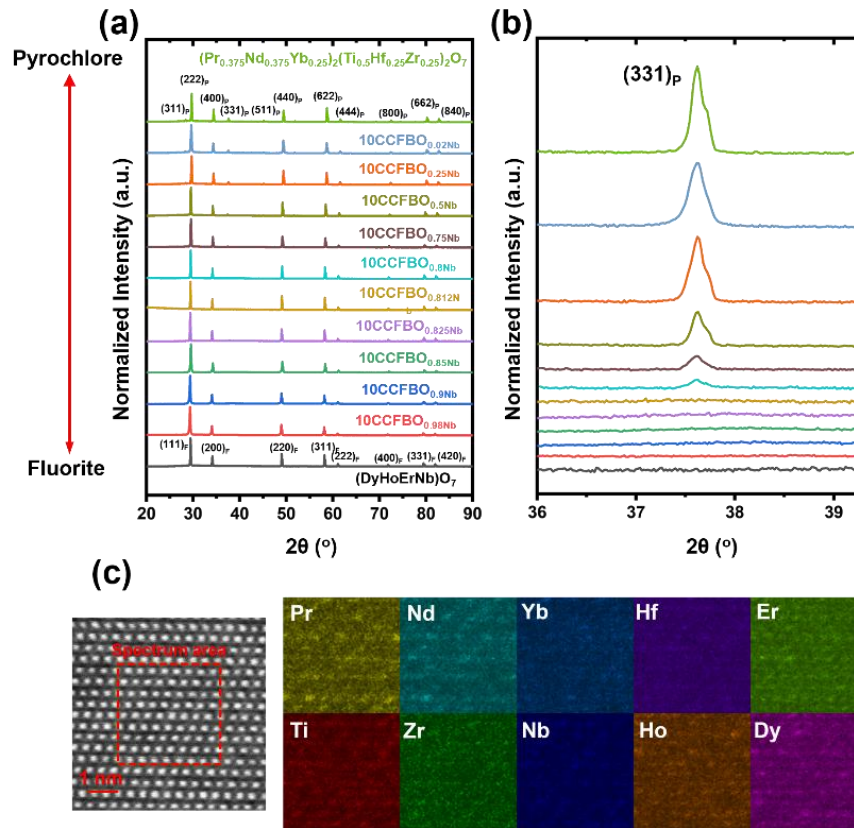 (a)
(b)
Pyrochlore
Fluorite
Normalized Intensity (a.u.)
(Pr0.375Nd0.375Yb0.25)2(Ti0.5Hf0.25Zr0.25)2O7
(222)P
(311)P
(400)P
(331)P
(511)P
(440)P
(622)P
(444)P
(800)P
(662)P
(840)P
10CCFBO0.02Nb
10CCFBO0.25Nb
10CCFBO0.5Nb
10CCFBO0.75Nb
10CCFBO0.8Nb
10CCFBO0.812N
b
10CCFBO0.825Nb
10CCFBO0.85Nb
10CCFBO0.9Nb
10CCFBO0.98Nb
(111)F
(200)F
(220)F
(311)F
(222)F
(400)F
(331)F
(420)F
(DyHoErNb)O7
20 30 40 50 60 70 80 90
2θ (o)
Normalized Intensity (a.u.)
(331)P
36 37 38 39
2θ (o)
(c)
Spectrum area
1 nm
Pr Nd Yb Hf Er
Ti Zr Nb Ho Dy